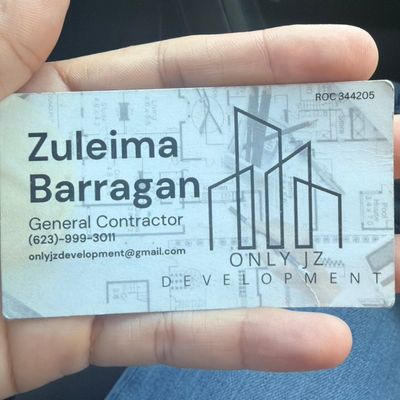 ROC 344205
Zuleima
Barragan
General Contractor
(623)-999-3011
onlyjzdevelopment@gmail.com
ONLY JZ
DEVELOPMENT